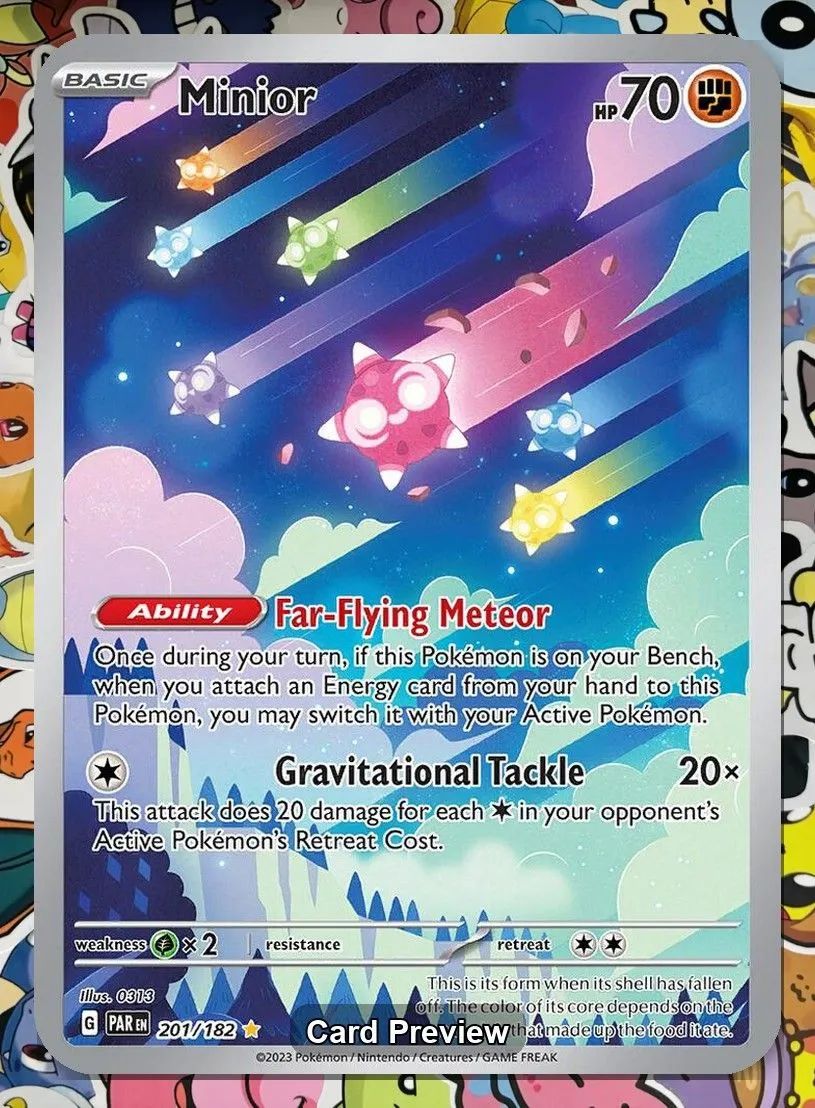 BASIC
Minior
HP 70
Ability Far-Flying Meteor
Once during your turn, if this Pokémon is on your Bench,
when you attach an Energy card from your hand to this
Pokémon, you may switch it with your Active Pokémon.
Gravitational Tackle 20×
This attack does 20 damage for each in your opponent's
Active Pokémon's Retreat Cost.
weakness ×2 resistance retreat
Illus. 0313
This is its form when its shell has fallen
off. The color of its core depends on the
that made up the food it ate.
G PAR EN 201/182
Card Preview
©2023 Pokémon / Nintendo / Creatures / GAME FREAK